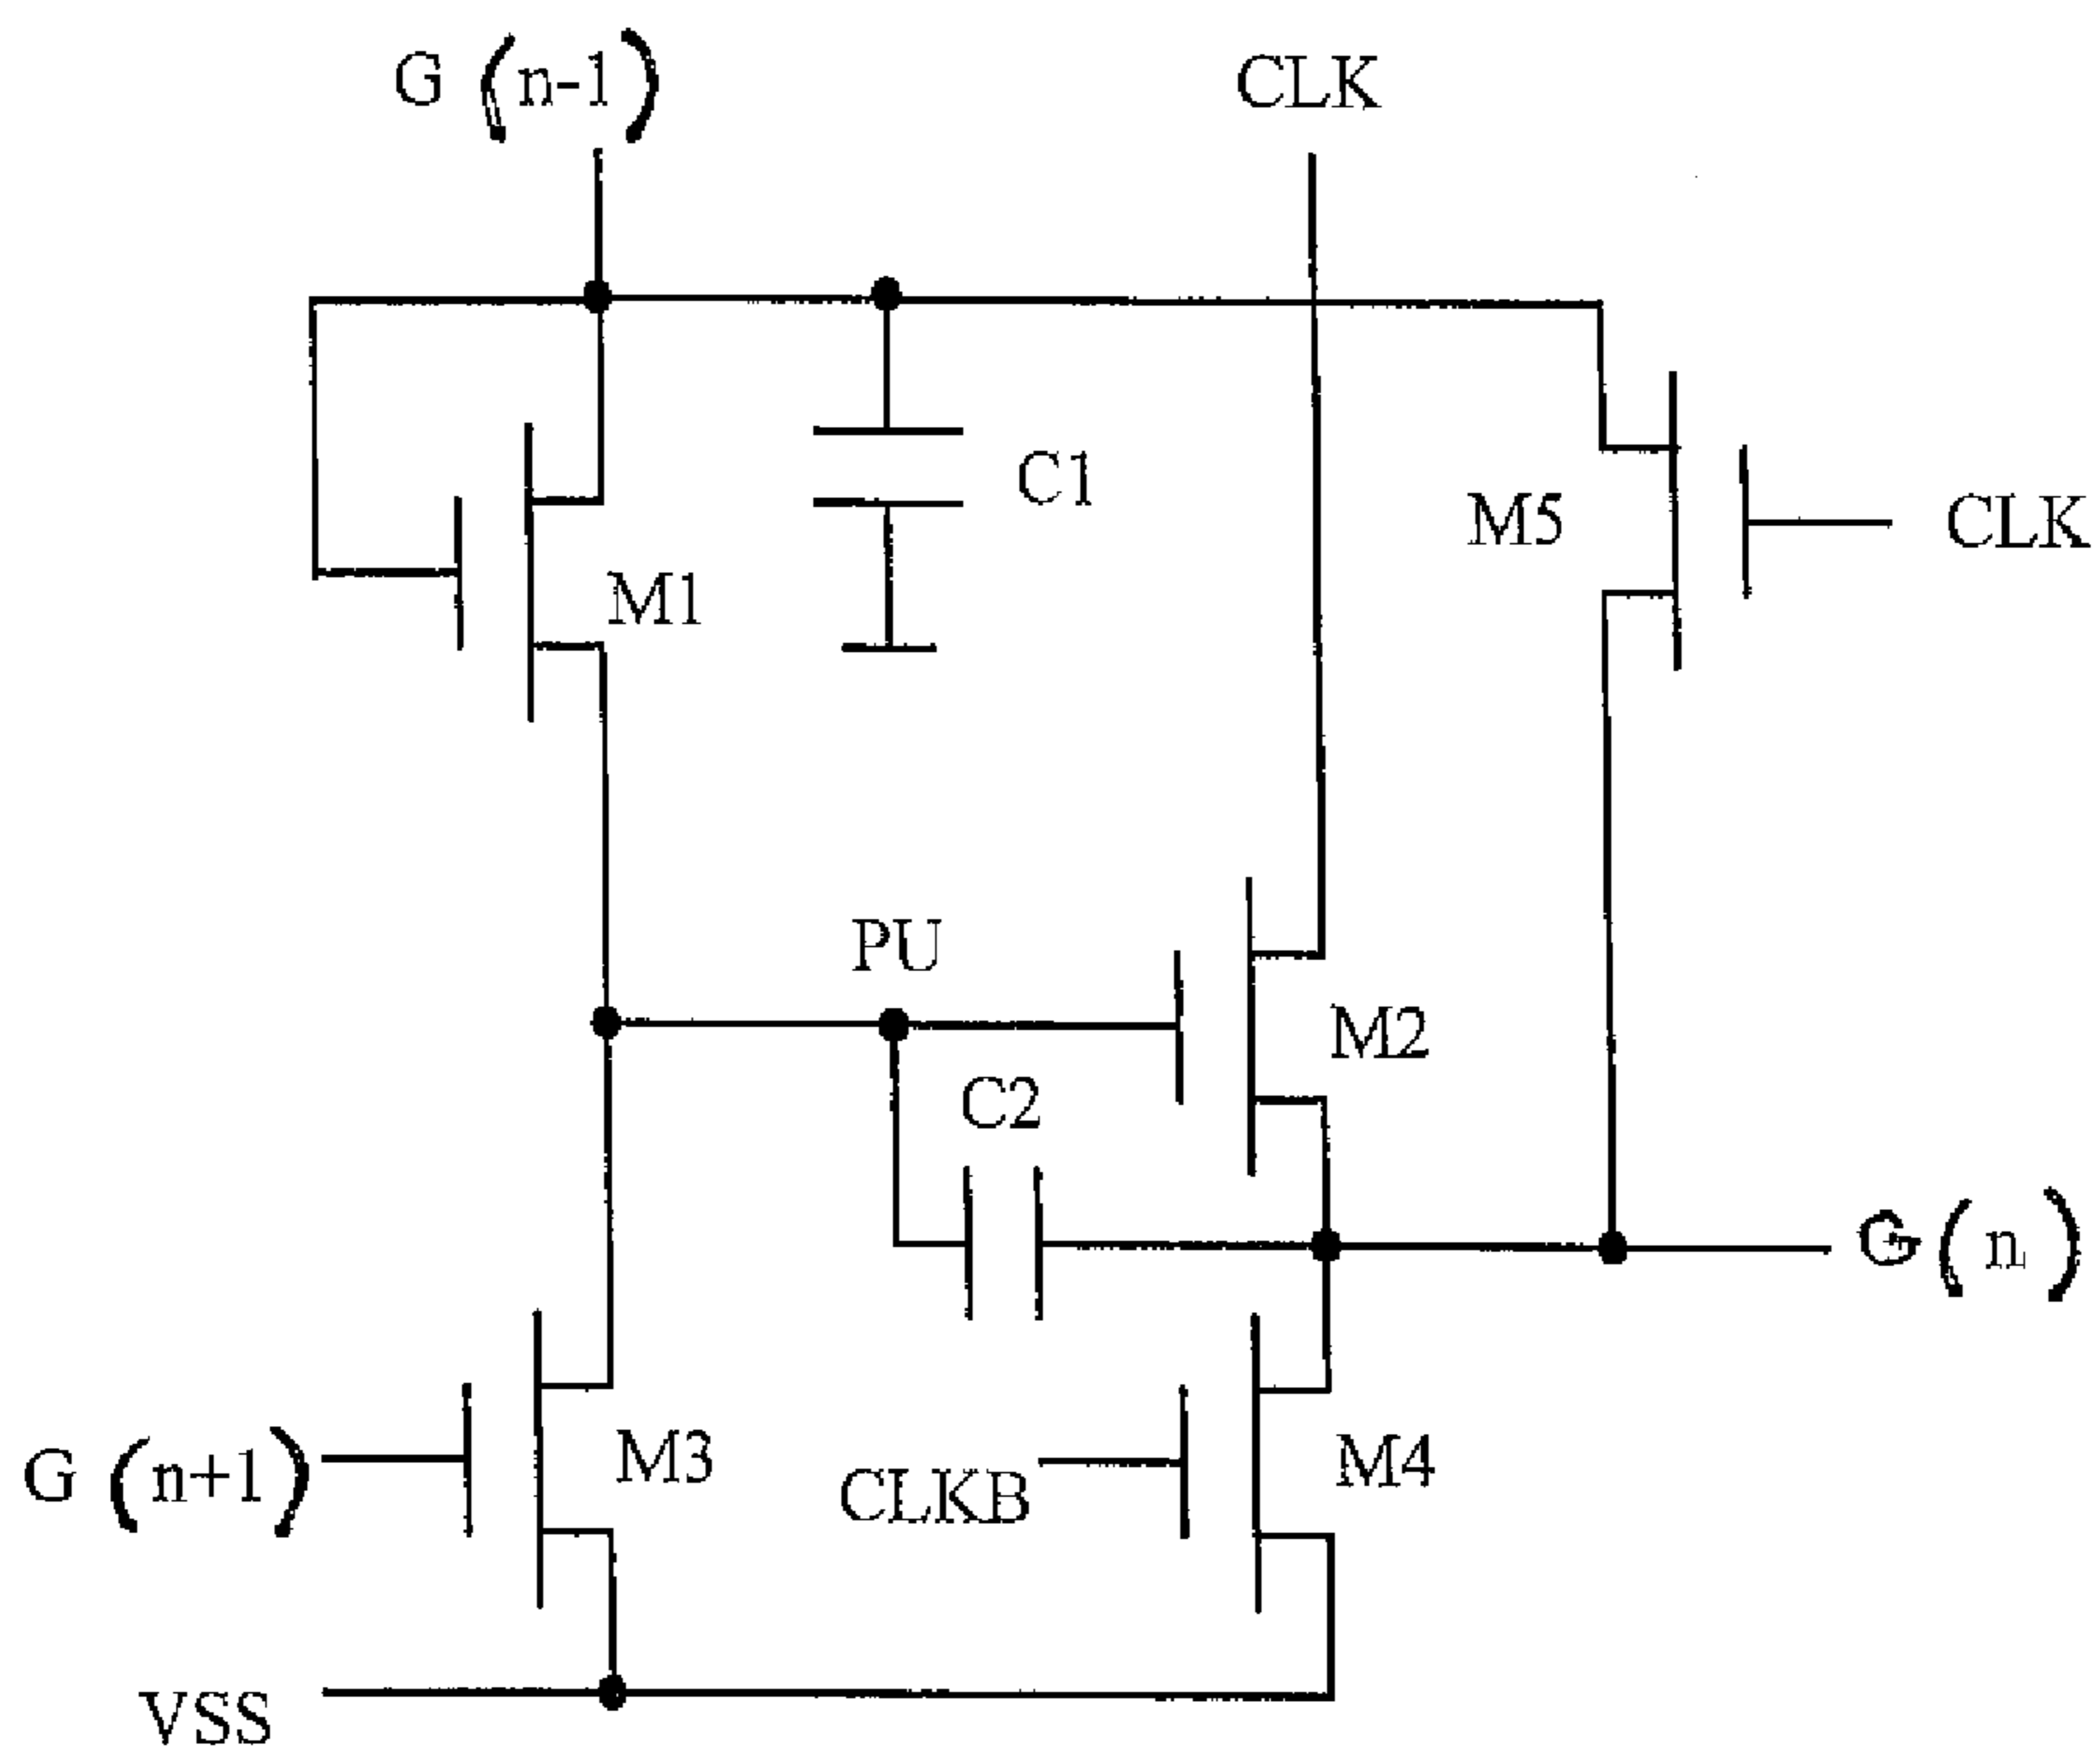 G (n-1)
CLK
C1
M5
CLK
M1
PU
M2
C2
G (n)
G (n+1)
M3
CLKB
M4
VSS